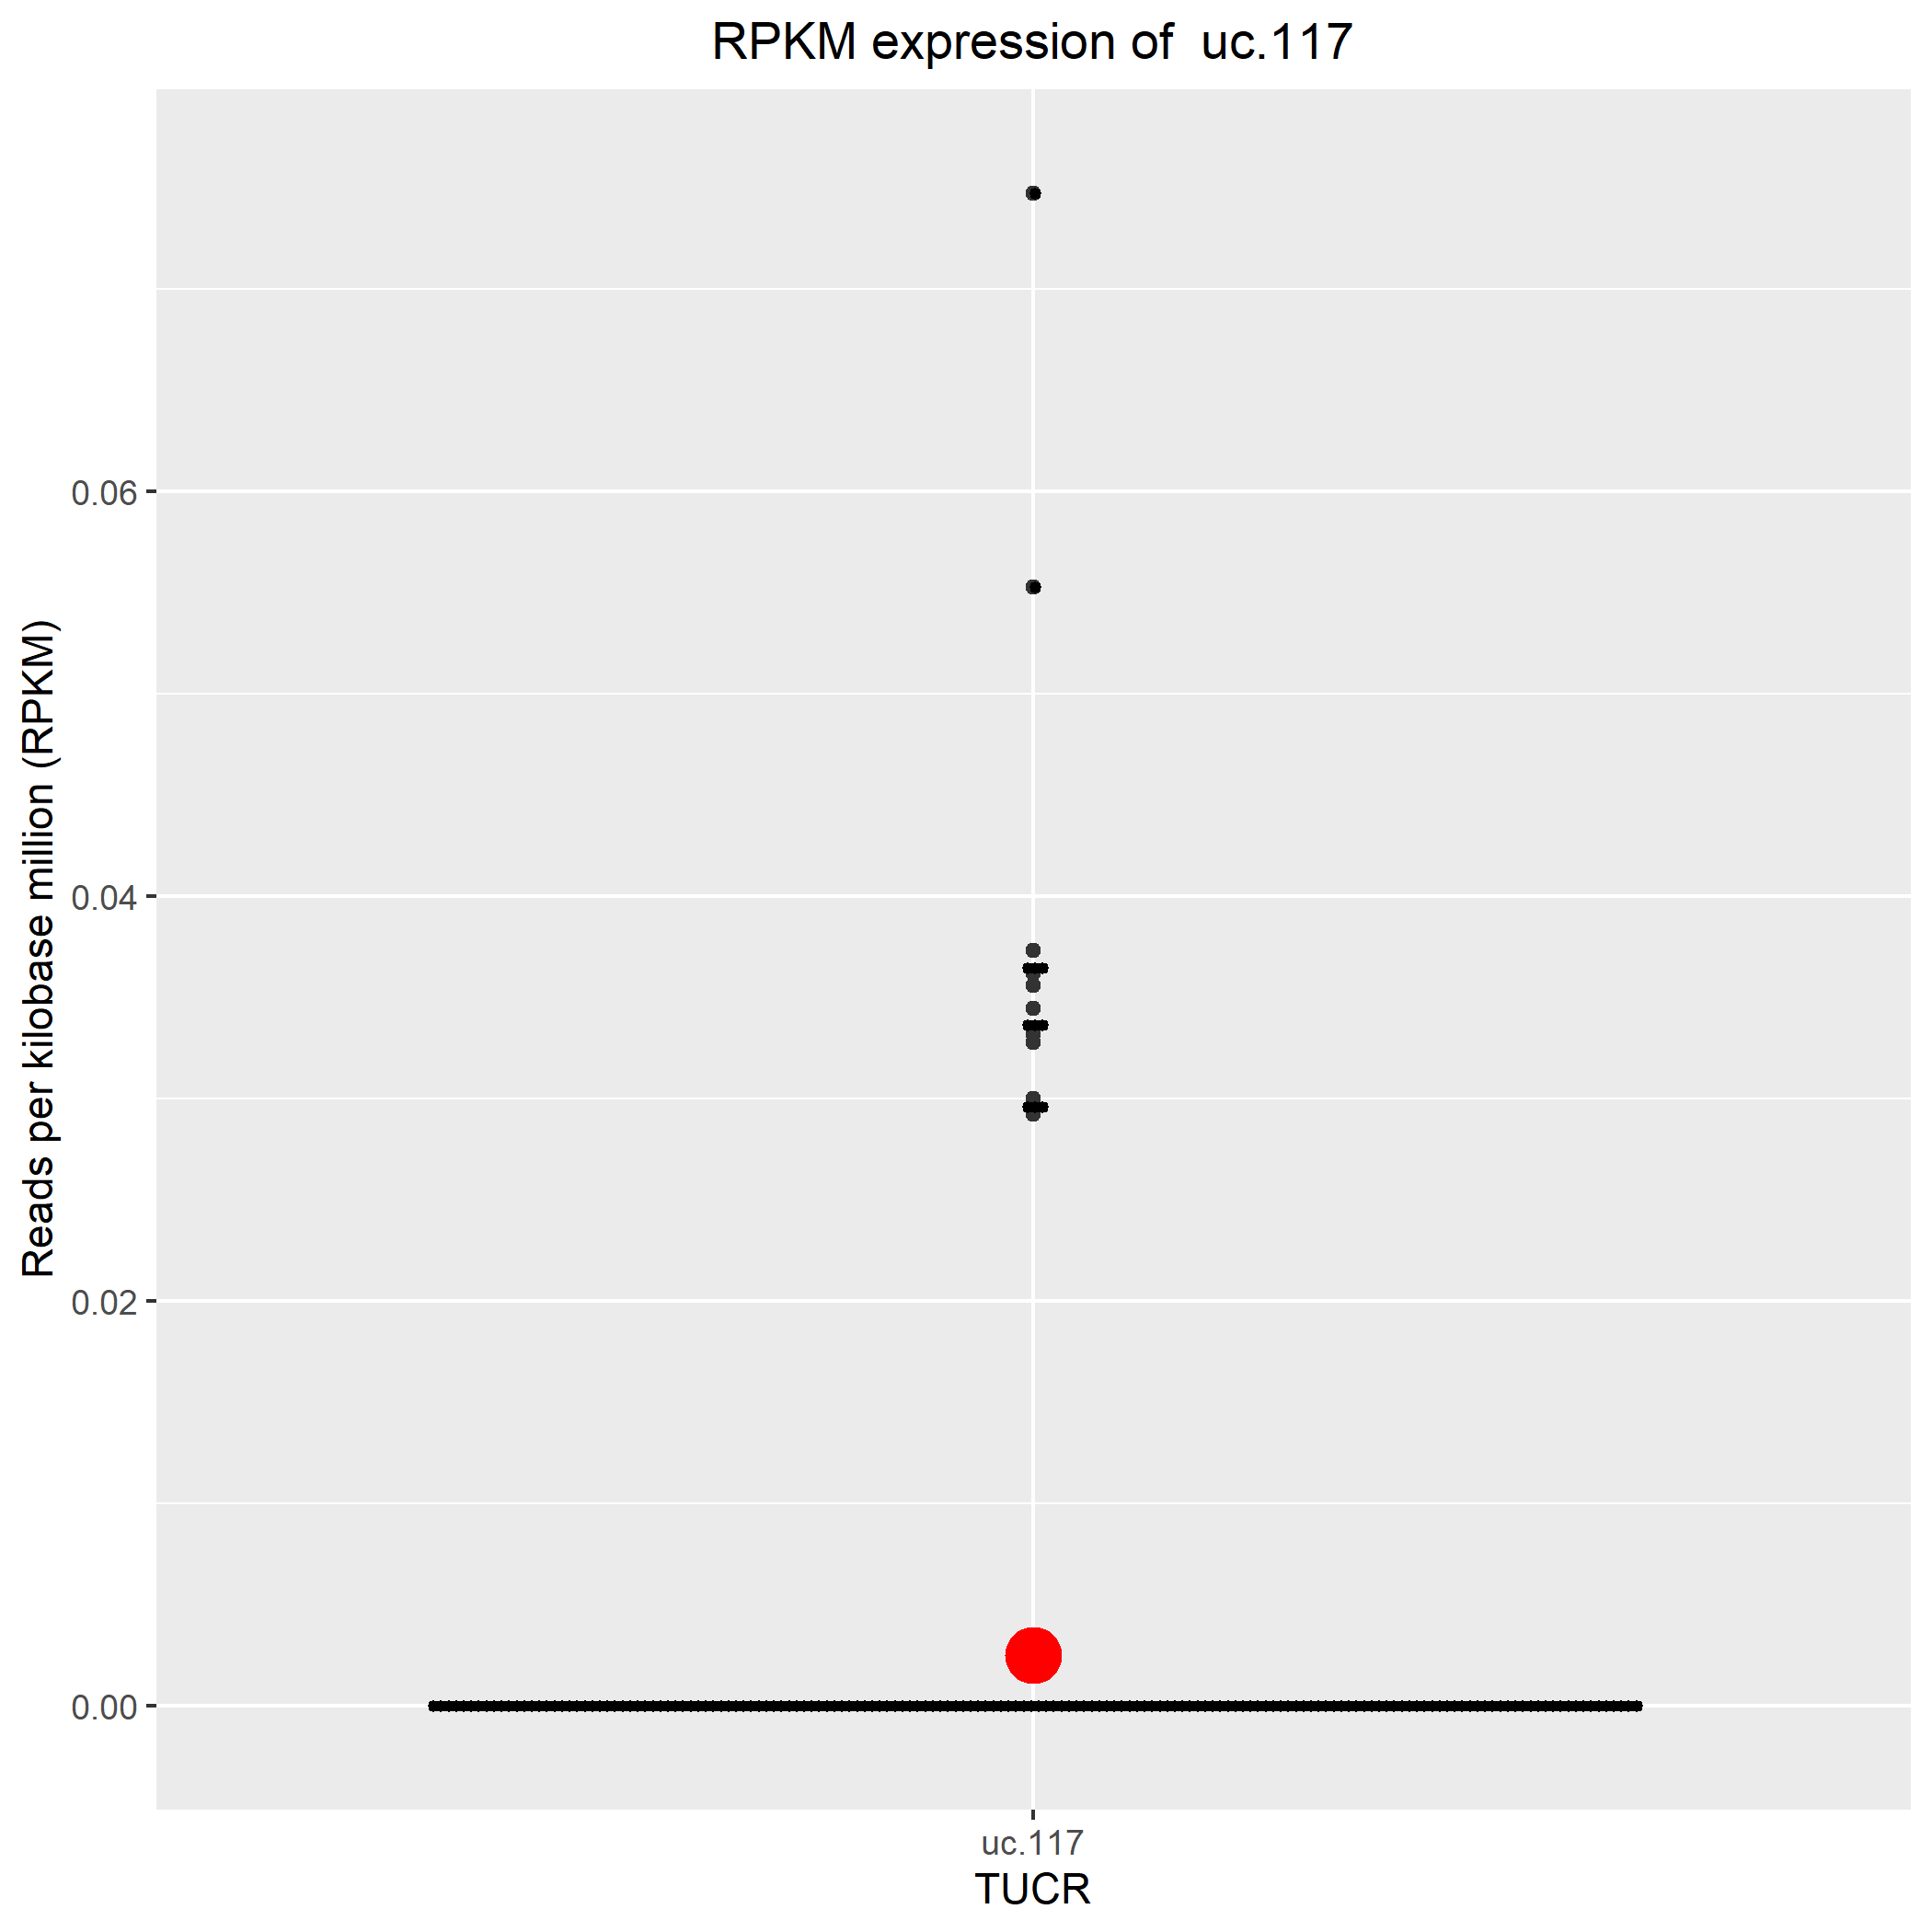 RPKM expression of  uc.117
Reads per kilobase million (RPKM)
0.06
0.04
0.02
0.00
uc.117
TUCR